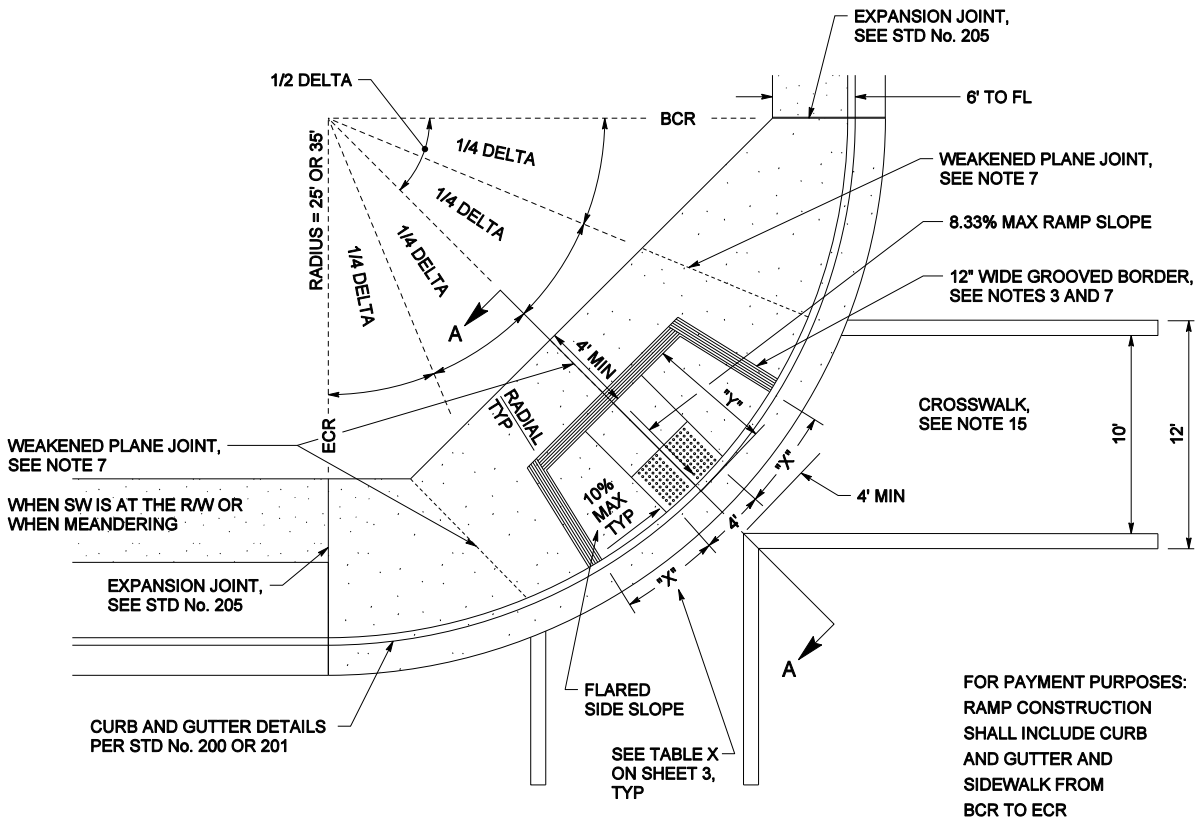 EXPANSION JOINT,
SEE STD No. 205
1/2 DELTA
6' TO FL
BCR
1/4 DELTA
WEAKENED PLANE JOINT,
SEE NOTE 7
RADIUS = 25' OR 35'
1/4 DELTA
8.33% MAX RAMP SLOPE
1/4 DELTA
1/4 DELTA
12" WIDE GROOVED BORDER,
SEE NOTES 3 AND 7
A
4' MIN
"Y"
RADIAL
TYP
CROSSWALK,
SEE NOTE 15
10'
12'
ECR
WEAKENED PLANE JOINT,
SEE NOTE 7
"X"
4' MIN
10%
MAX
TYP
4'
WHEN SW IS AT THE R/W OR
WHEN MEANDERING
"X"
EXPANSION JOINT,
SEE STD No. 205
A
FLARED
SIDE SLOPE
CURB AND GUTTER DETAILS
PER STD No. 200 OR 201
SEE TABLE X
ON SHEET 3,
TYP
FOR PAYMENT PURPOSES:
RAMP CONSTRUCTION
SHALL INCLUDE CURB
AND GUTTER AND
SIDEWALK FROM
BCR TO ECR